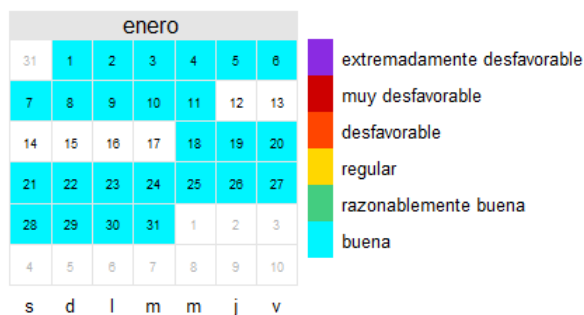 enero
31 1 2 3 4 5 6
7 8 9 10 11 12 13
14 15 16 17 18 19 20
21 22 23 24 25 26 27
28 29 30 31 1 2 3
4 5 6 7 8 9 10
s d l m m j v
extremadamente desfavorable
muy desfavorable
desfavorable
regular
razonablemente buena
buena